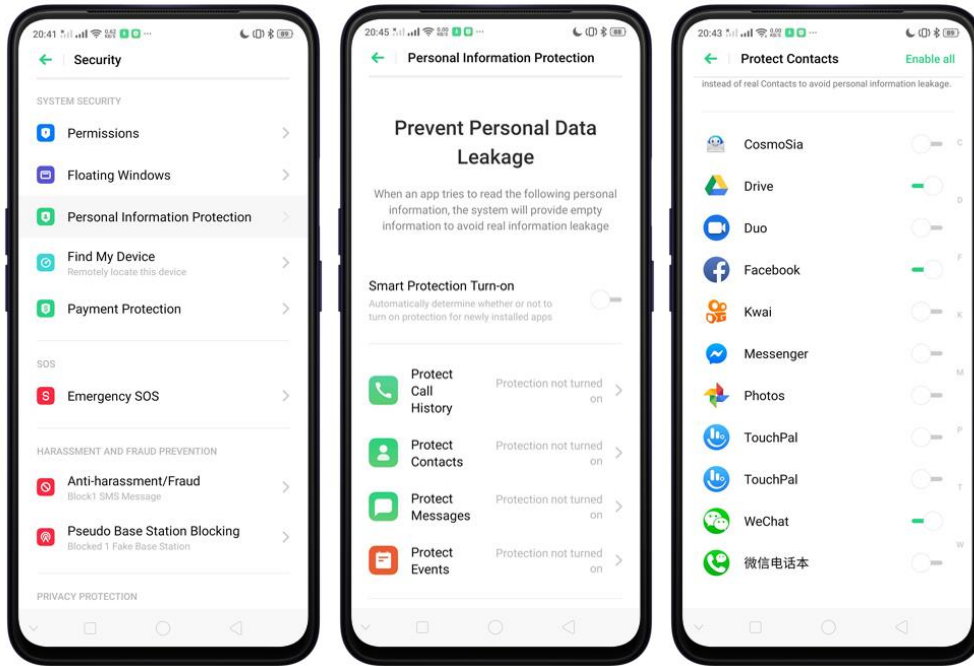 20:41
89
Security
SYSTEM SECURITY
Permissions
Floating Windows
Personal Information Protection
Find My Device
Remotely locate this device
Payment Protection
SOS
Emergency SOS
HARASSMENT AND FRAUD PREVENTION
Anti-harassment/Fraud
Block1 SMS Message
Pseudo Base Station Blocking
Blocked 1 Fake Base Station
PRIVACY PROTECTION
20:45
88
Personal Information Protection
Prevent Personal Data
Leakage
When an app tries to read the following personal
information, the system will provide empty
information to avoid real information leakage
Smart Protection Turn-on
Automatically determine whether or not to
turn on protection for newly installed apps
Protect
Call
History
Protection not turned
on
Protect
Contacts
Protection not turned
on
Protect
Messages
Protection not turned
on
Protect
Events
Protection not turned
on
20:43
89
Protect Contacts
Enable all
instead of real Contacts to avoid personal information leakage.
CosmoSia
C
Drive
D
Duo
Facebook
F
Kwai
K
Messenger
M
Photos
P
TouchPal
TouchPal
T
WeChat
W
微信电话本